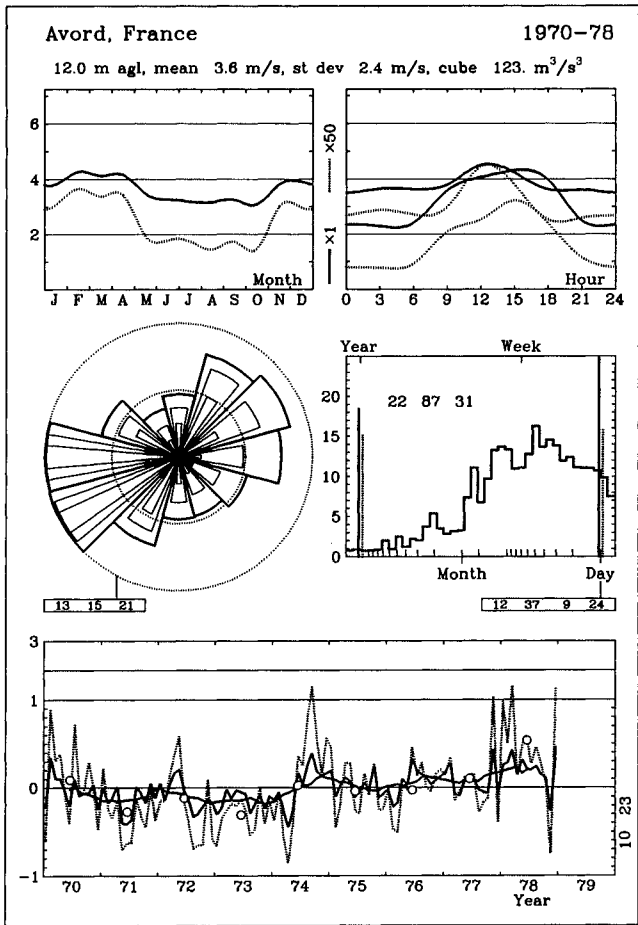 Avord, France 1970-78
12.0 m agl, mean 3.6 m/s, st dev 2.4 m/s, cube 123. m³/s³
6
4
2
Month
J F M A M J J A S O N D
×1 ×50
Hour
0 3 6 9 12 15 18 21 24
Year Week
20
15
10
5
0
22 87 31
Month Day
13 15 21
12 37 9 24
3
1
0
-1
70 71 72 73 74 75 76 77 78 79
Year
10 23